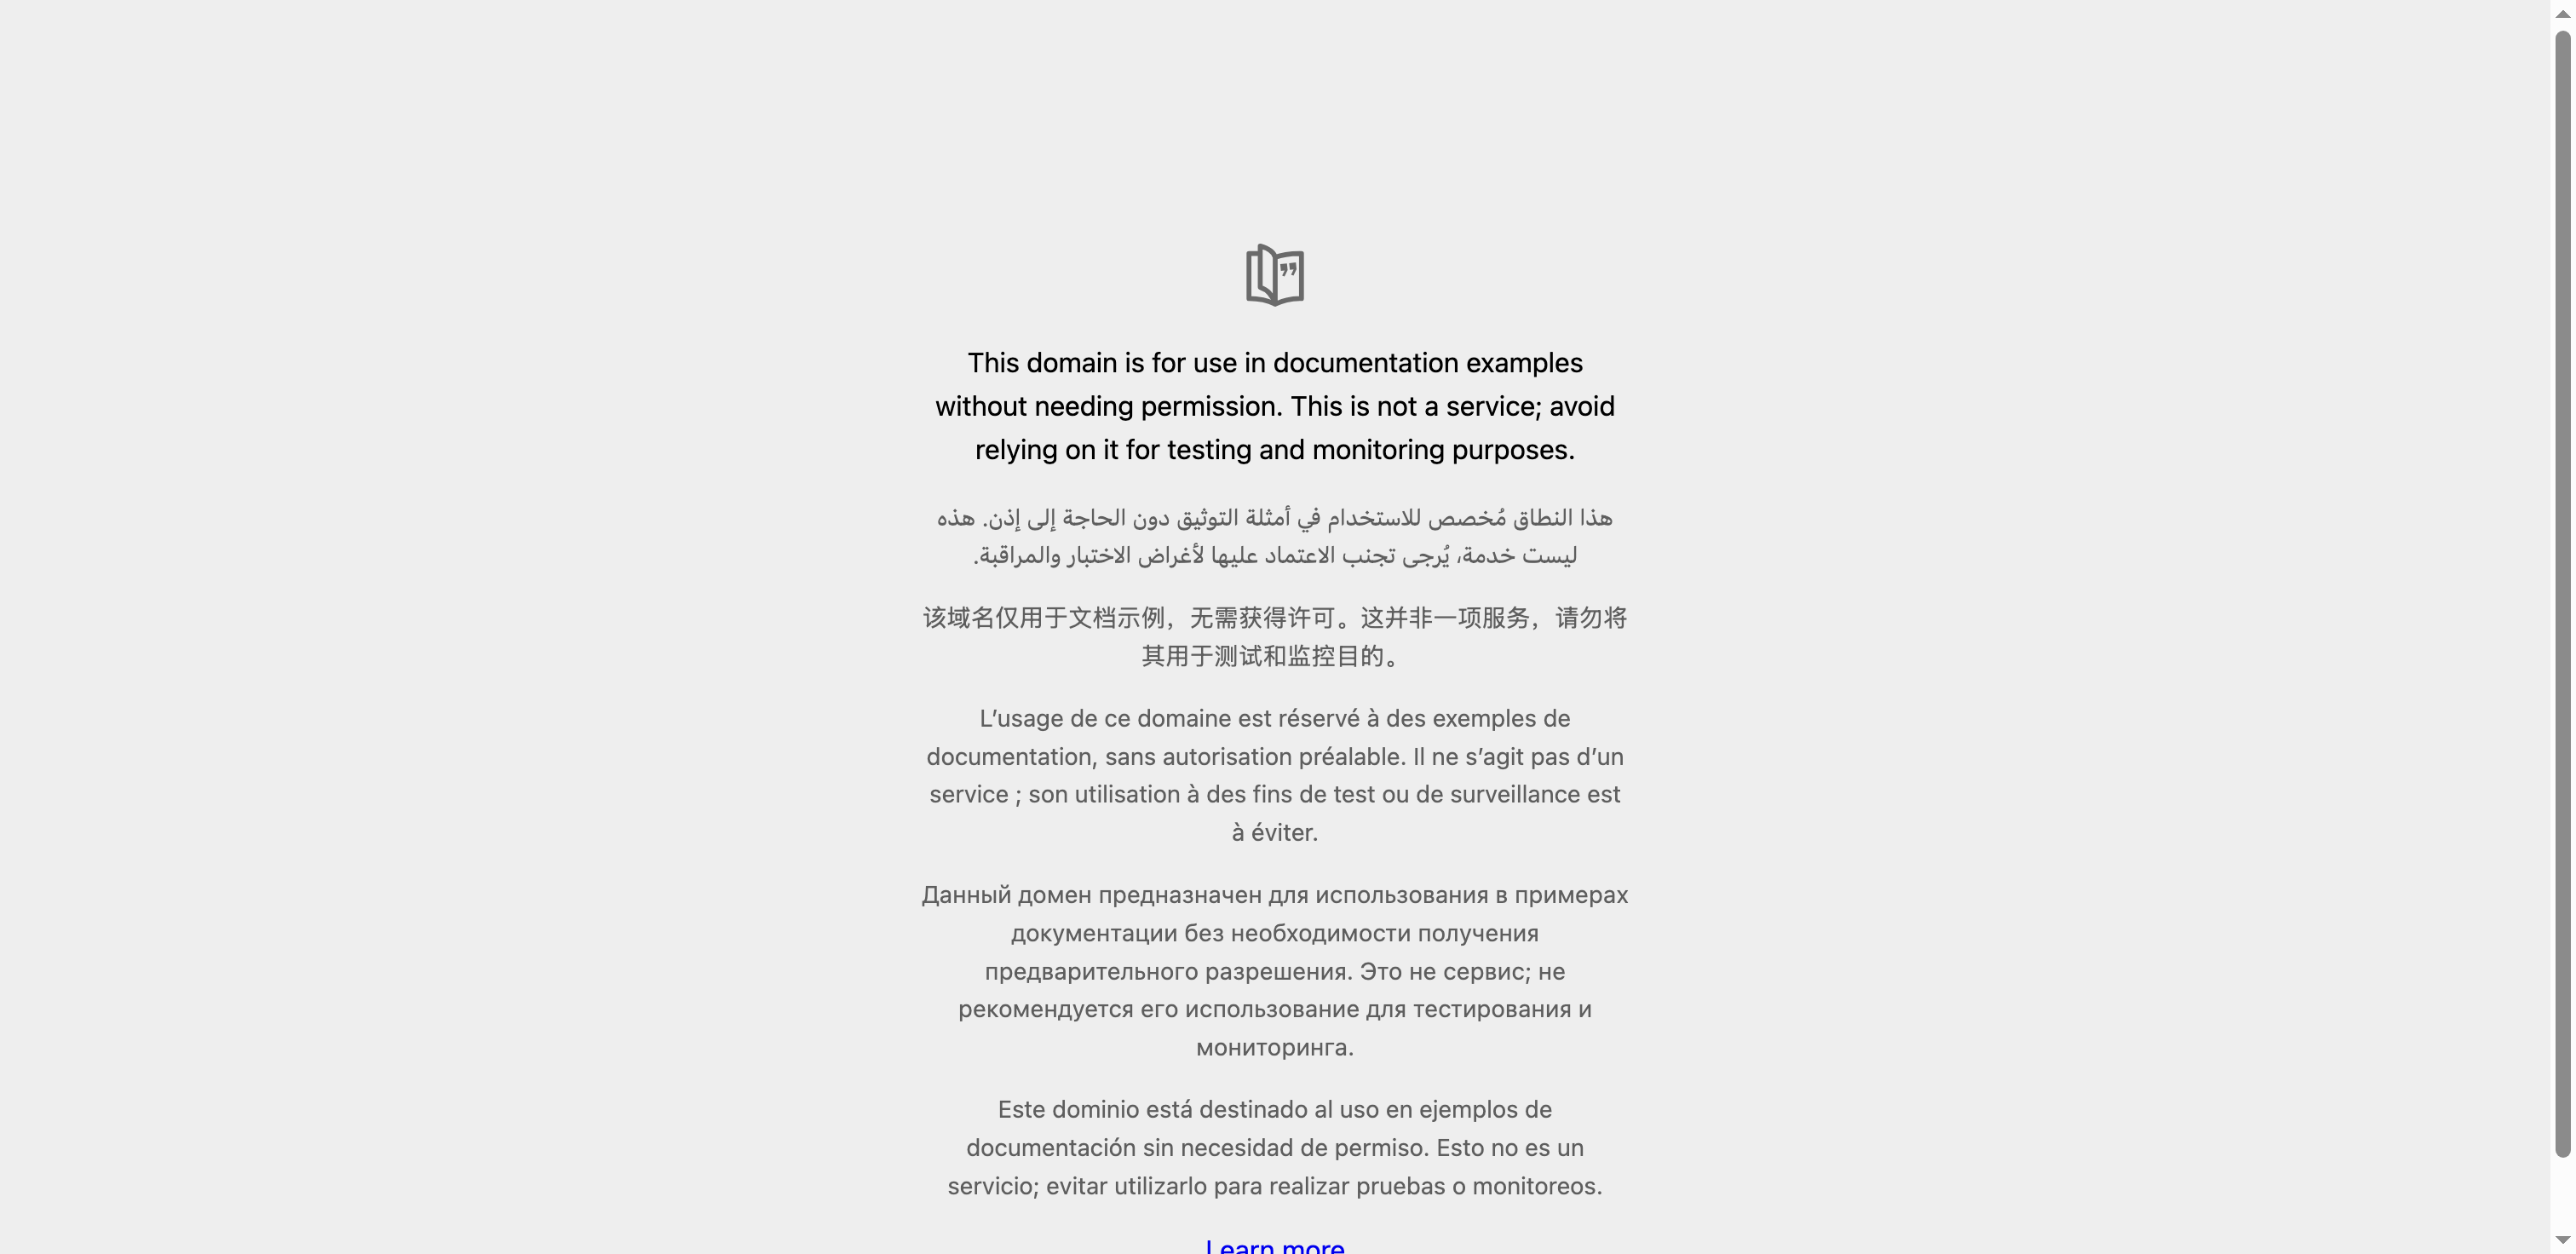 This domain is for use in documentation examples
without needing permission. This is not a service; avoid
relying on it for testing and monitoring purposes.
هذا النطاق مُخصص للاستخدام في أمثلة التوثيق دون الحاجة إلى إذن. هذه
ليست خدمة، يُرجى تجنب الاعتماد عليها لأغراض الاختبار والمراقبة.
该域名仅用于文档示例，无需获得许可。这并非一项服务，请勿将
其用于测试和监控目的。
L’usage de ce domaine est réservé à des exemples de
documentation, sans autorisation préalable. Il ne s’agit pas d’un
service ; son utilisation à des fins de test ou de surveillance est
à éviter.
Данный домен предназначен для использования в примерах
документации без необходимости получения
предварительного разрешения. Это не сервис; не
рекомендуется его использование для тестирования и
мониторинга.
Este dominio está destinado al uso en ejemplos de
documentación sin necesidad de permiso. Esto no es un
servicio; evitar utilizarlo para realizar pruebas o monitoreos.
Learn more